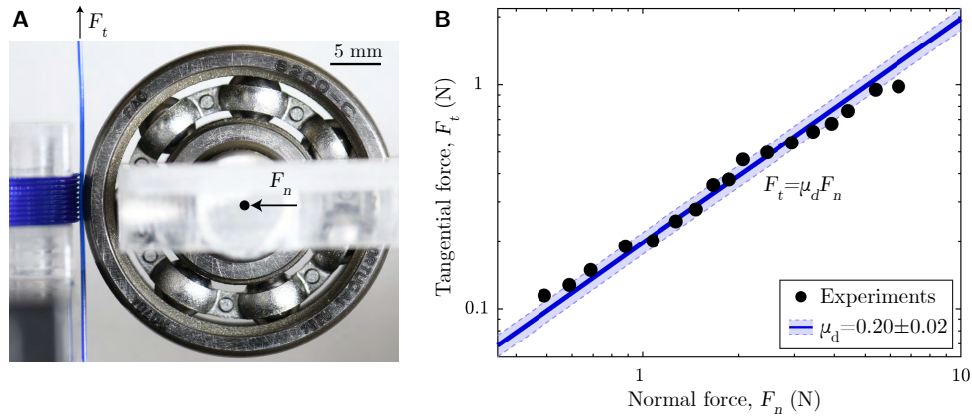 A
F_t
5 mm
F_n
B
Tangential force, F_t (N)
1
0.1
F_t=μ_dF_n
Experiments
μ_d=0.20±0.02
1
10
Normal force, F_n (N)